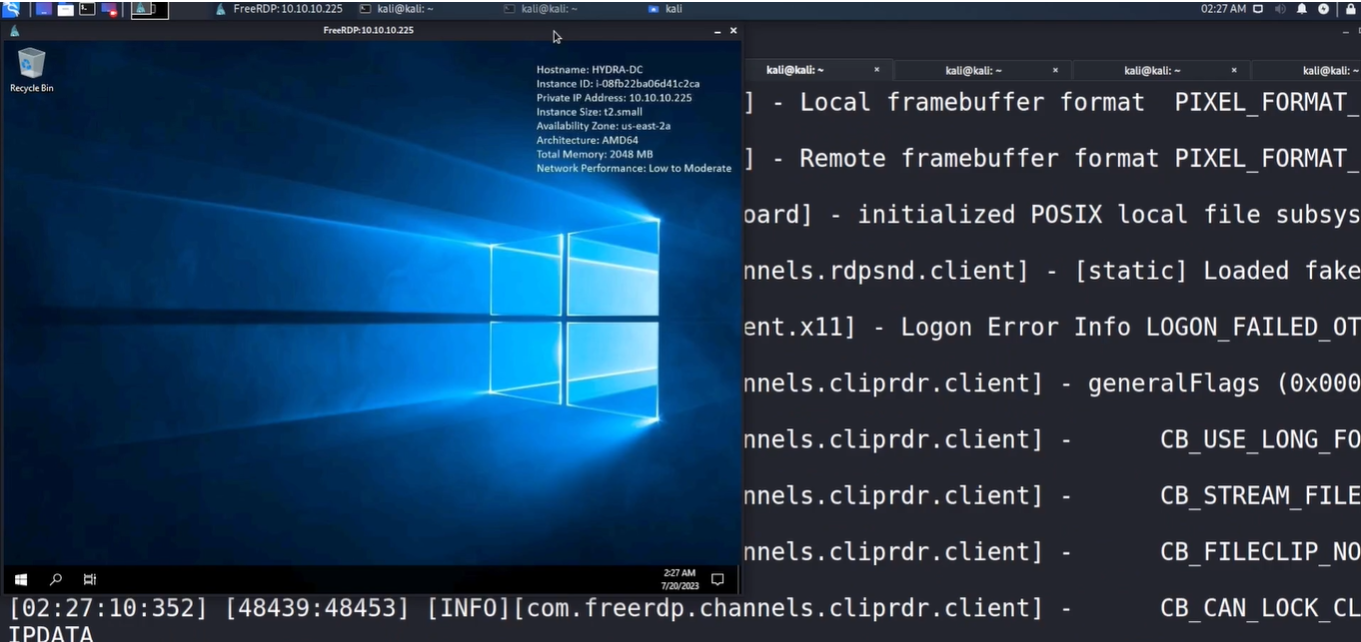 FreeRDP:10.10.10.225
kali@kali: ~
kali@kali: ~
kali
02:27 AM
FreeRDP:10.10.10.225
Recycle Bin
Hostname: HYDRA-DC
Instance ID: i-08fb22ba06d41c2ca
Private IP Address: 10.10.10.225
Instance Size: t2.small
Availability Zone: us-east-2a
Architecture: AMD64
Total Memory: 2048 MB
Network Performance: Low to Moderate
kali@kali: ~
kali@kali: ~
kali@kali: ~
kali@kali: ~
] - Local framebuffer format  PIXEL_FORMAT_
] - Remote framebuffer format PIXEL_FORMAT_
oard] - initialized POSIX local file subsys
nnels.rdpsnd.client] - [static] Loaded fake
ent.x11] - Logon Error Info LOGON_FAILED_OT
nnels.cliprdr.client] - generalFlags (0x000
nnels.cliprdr.client] -      CB_USE_LONG_FO
nnels.cliprdr.client] -      CB_STREAM_FILE
nnels.cliprdr.client] -      CB_FILECLIP_NO
2:27 AM
7/20/2023
[02:27:10:352] [48439:48453] [INFO][com.freerdp.channels.cliprdr.client] -      CB_CAN_LOCK_CL
IPDATA